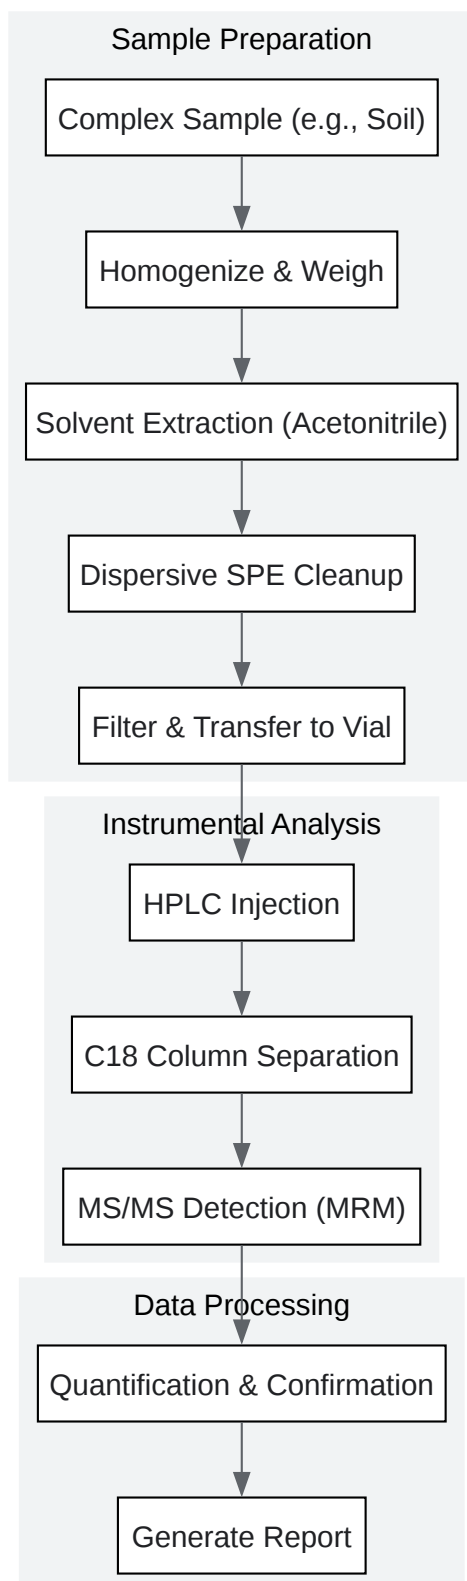 Sample Preparation
Complex Sample (e.g., Soil)
Homogenize & Weigh
Solvent Extraction (Acetonitrile)
Dispersive SPE Cleanup
Filter & Transfer to Vial
Instrumental Analysis
HPLC Injection
C18 Column Separation
MS/MS Detection (MRM)
Data Processing
Quantification & Confirmation
Generate Report